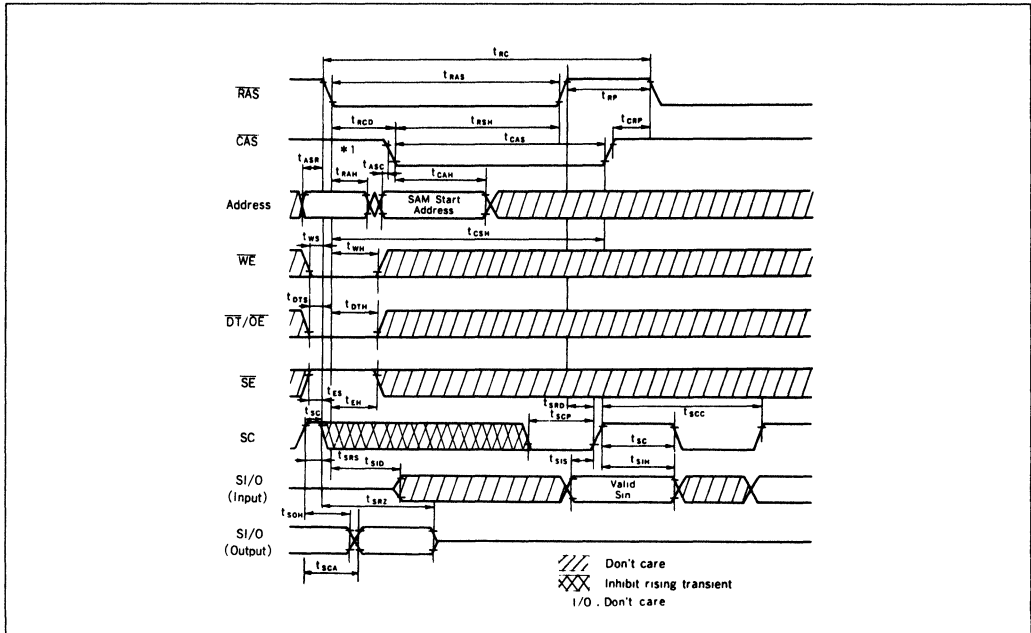 tRC
tRAS
RAS
tRP
tRCD
tRSH
tCRP
CAS
*1
tCAS
tASR
tASC
tRAH
tCAH
Address
SAM Start
Address
tCSH
tWS
tWH
WE
tDTS
tDTH
DT/OE
SE
tES
tEH
tSRD
tSCP
tSCC
tSC
SC
tSC
tSRS
tSID
tSIS
tSIH
SI/O
(Input)
Valid
Sin
tSRZ
tSOH
SI/O
(Output)
tSCA
Don't care
Inhibit rising transient
I/O . Don't care